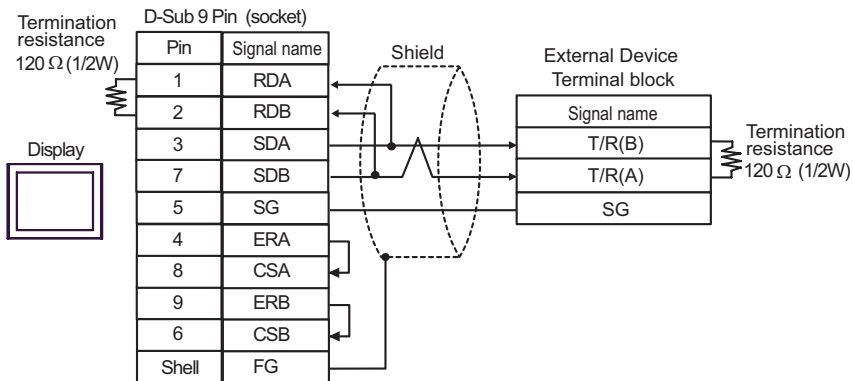 D-Sub 9 Pin (socket)
Termination
resistance
120 Ω (1/2W)
Pin Signal name
1 RDA
2 RDB
3 SDA
7 SDB
5 SG
4 ERA
8 CSA
9 ERB
6 CSB
Shell FG
Display
Shield
External Device
Terminal block
Signal name
T/R(B)
T/R(A)
SG
Termination
resistance
120 Ω (1/2W)